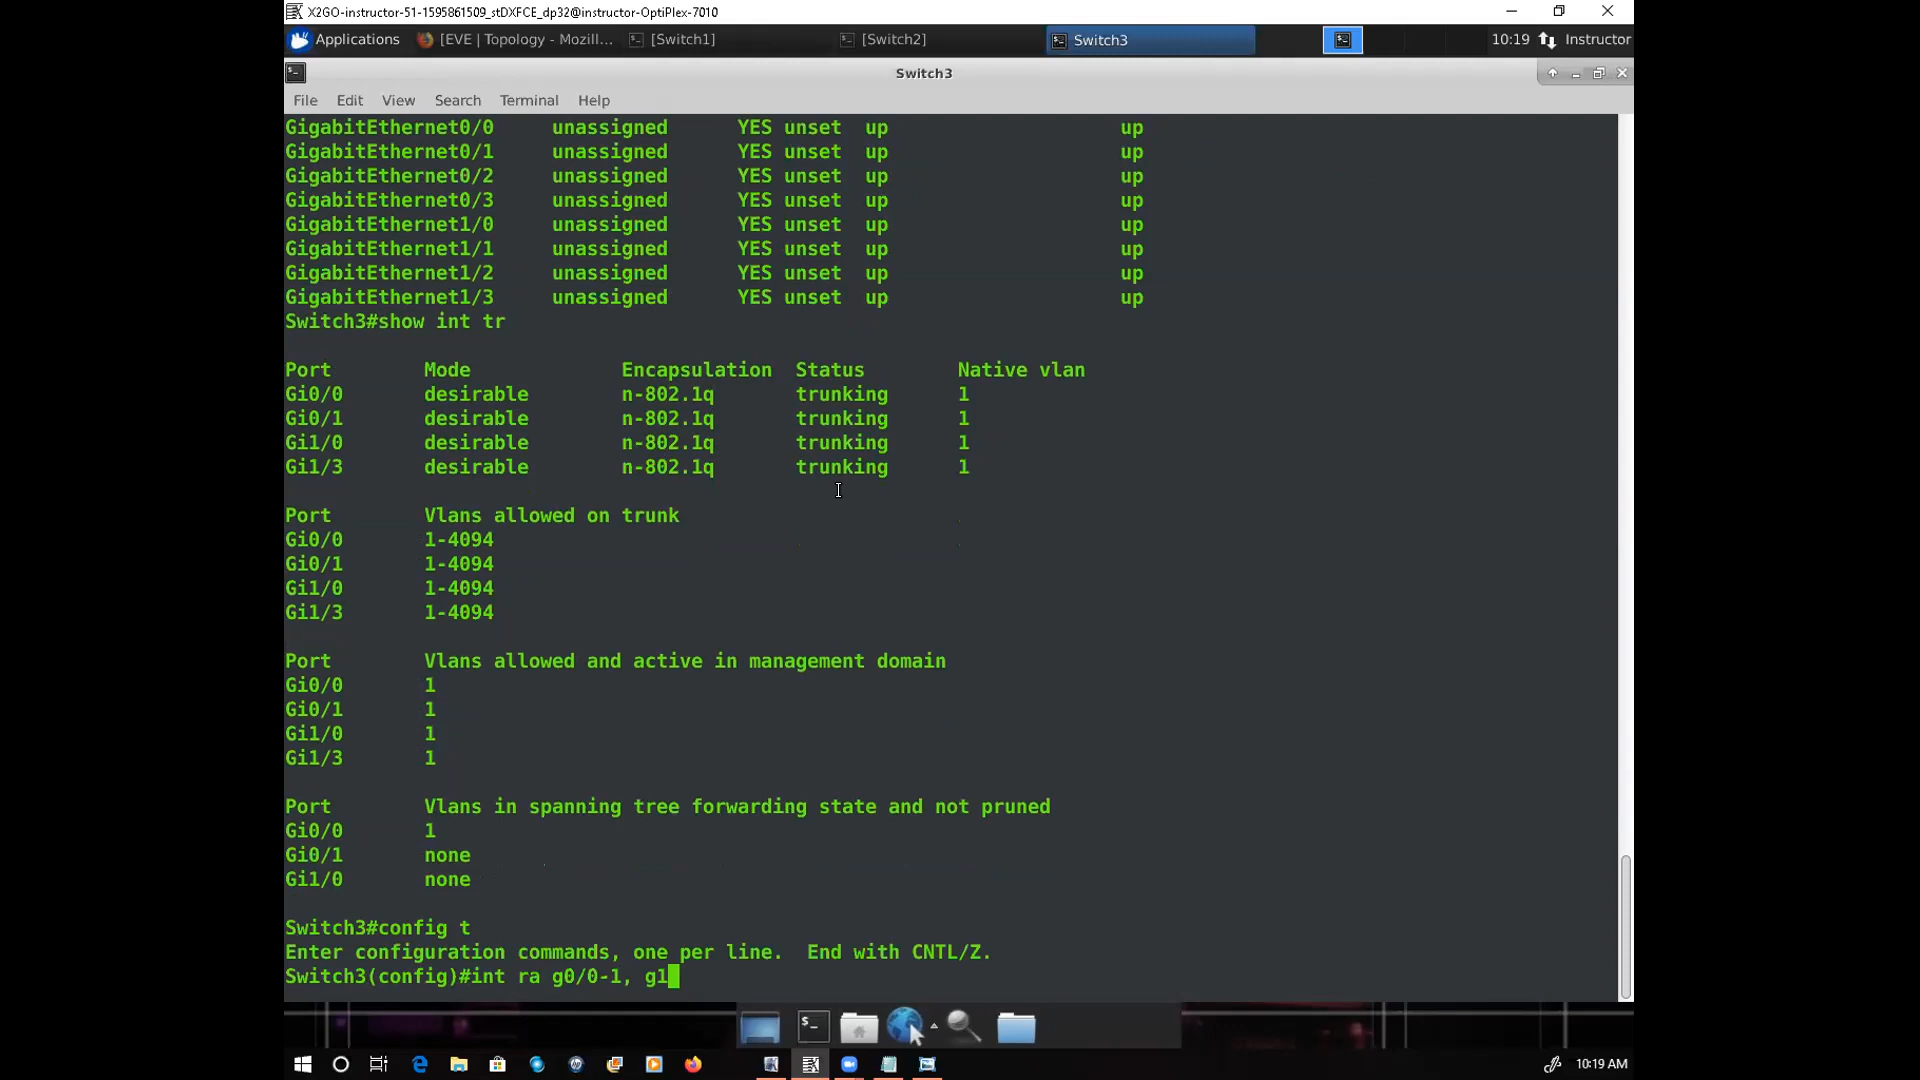 X2GO-instructor-51-1595861509_stDXFCE_dp32@instructor-OptiPlex-7010
Applications [EVE | Topology - Mozill... [Switch1] [Switch2] Switch3 10:19 Instructor
Switch3
File Edit View Search Terminal Help
GigabitEthernet0/0 unassigned YES unset up up
GigabitEthernet0/1 unassigned YES unset up up
GigabitEthernet0/2 unassigned YES unset up up
GigabitEthernet0/3 unassigned YES unset up up
GigabitEthernet1/0 unassigned YES unset up up
GigabitEthernet1/1 unassigned YES unset up up
GigabitEthernet1/2 unassigned YES unset up up
GigabitEthernet1/3 unassigned YES unset up up
Switch3#show int tr
Port Mode Encapsulation Status Native vlan
Gi0/0 desirable n-802.1q trunking 1
Gi0/1 desirable n-802.1q trunking 1
Gi1/0 desirable n-802.1q trunking 1
Gi1/3 desirable n-802.1q trunking 1
Port Vlans allowed on trunk
Gi0/0 1-4094
Gi0/1 1-4094
Gi1/0 1-4094
Gi1/3 1-4094
Port Vlans allowed and active in management domain
Gi0/0 1
Gi0/1 1
Gi1/0 1
Gi1/3 1
Port Vlans in spanning tree forwarding state and not pruned
Gi0/0 1
Gi0/1 none
Gi1/0 none
Switch3#config t
Enter configuration commands, one per line. End with CNTL/Z.
Switch3(config)#int ra g0/0-1, g1
10:19 AM